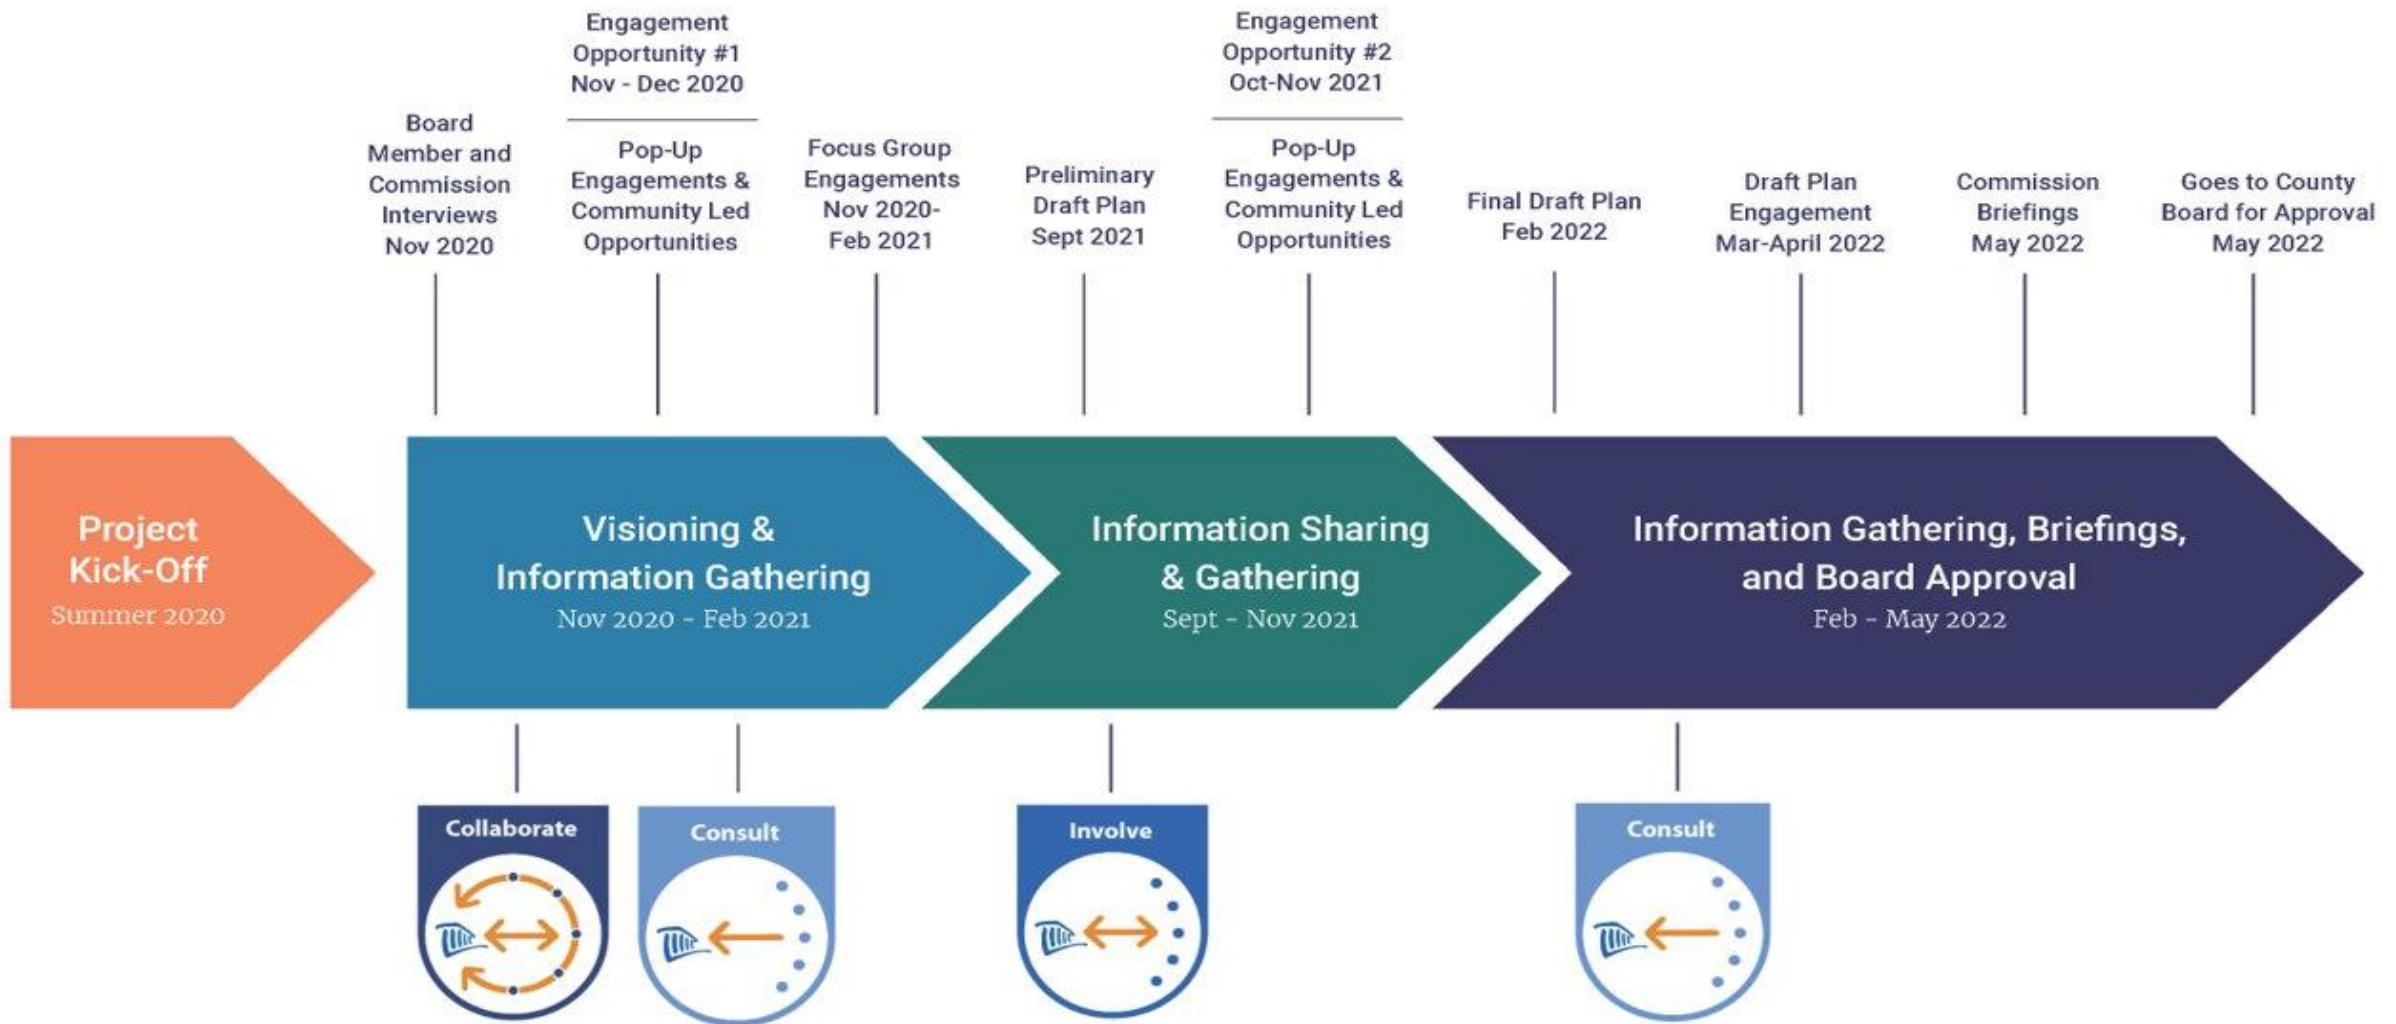 Board
Member and
Commission
Interviews
Nov 2020
Engagement
Opportunity #1
Nov - Dec 2020
Pop-Up
Engagements &
Community Led
Opportunities
Focus Group
Engagements
Nov 2020-
Feb 2021
Preliminary
Draft Plan
Sept 2021
Engagement
Opportunity #2
Oct-Nov 2021
Pop-Up
Engagements &
Community Led
Opportunities
Final Draft Plan
Feb 2022
Draft Plan
Engagement
Mar-April 2022
Commission
Briefings
May 2022
Goes to County
Board for Approval
May 2022
Project
Kick-Off
Summer 2020
Visioning &
Information Gathering
Nov 2020 - Feb 2021
Information Sharing
& Gathering
Sept - Nov 2021
Information Gathering, Briefings,
and Board Approval
Feb - May 2022
Collaborate
Consult
Involve
Consult